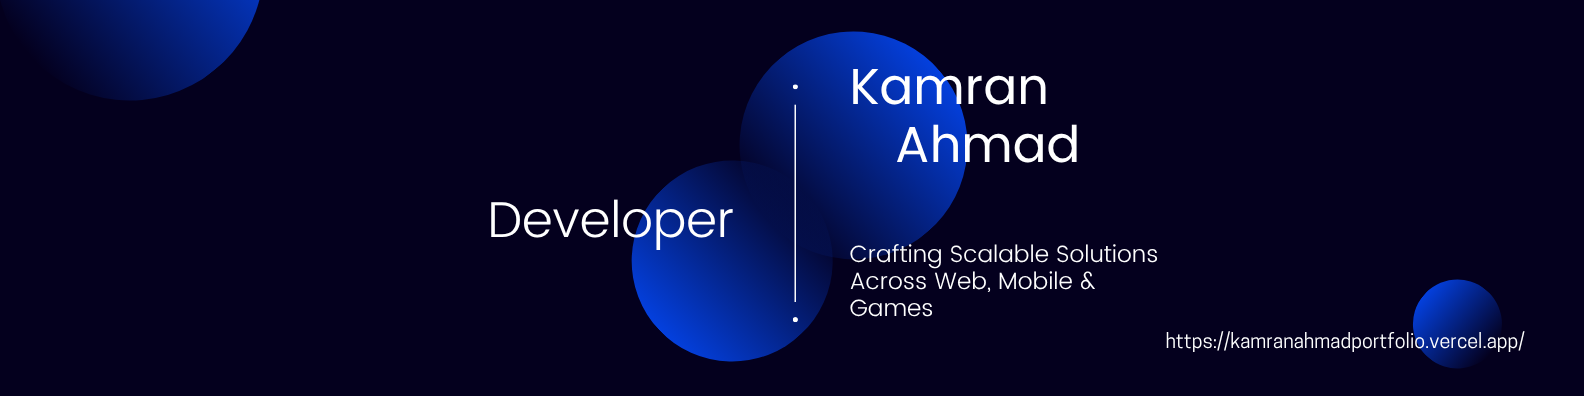 Developer
Kamran
Ahmad
Crafting Scalable Solutions
Across Web, Mobile &
Games
https://kamranahmadportfolio.vercel.app/